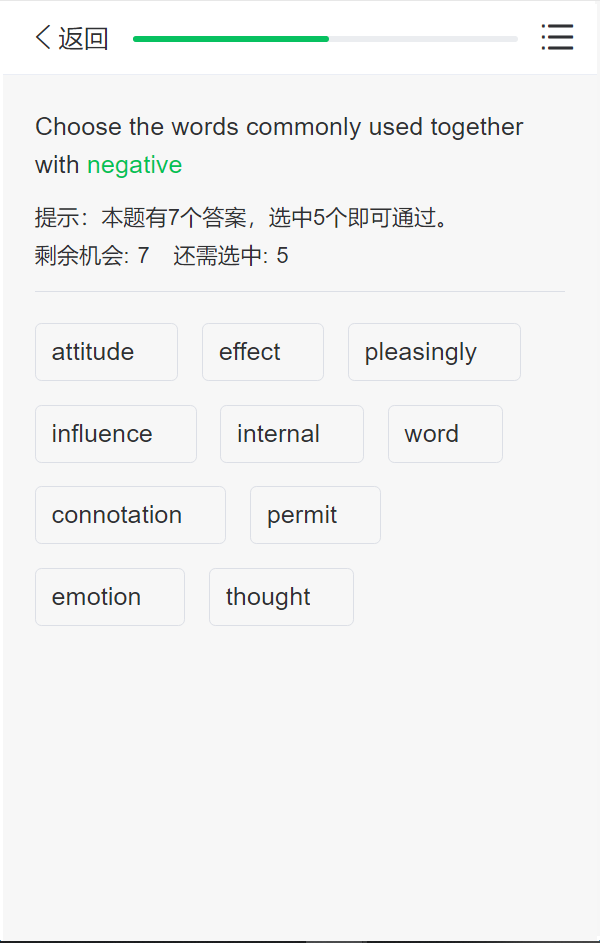 返回
Choose the words commonly used together
with negative
提示：本题有7个答案，选中5个即可通过。
剩余机会: 7 还需选中: 5
attitude effect pleasingly
influence internal word
connotation permit
emotion thought